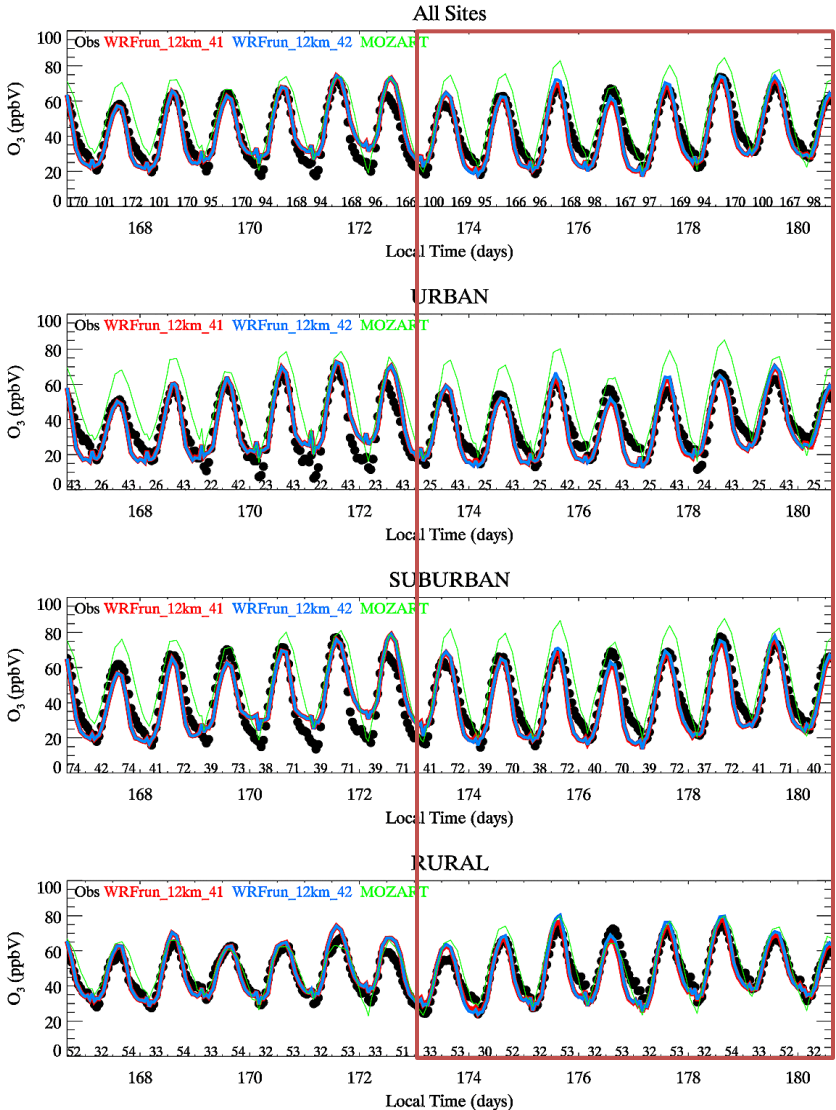 All Sites
100
80
60
40
20
0
O3 (ppbv)
Obs WRFrun_12km_41 WRFrun_12km_42 MOZART
170 101 172 101 170 95 170 94 168 94 168 96 166 100 169 95 166 96 168 98 167 97 169 94 170 100 167 98
168 170 172 174 176 178 180
Local Time (days)
URBAN
100
80
60
40
20
0
O3 (ppbV)
Obs WRFrun_12km_41 WRFrun_12km_42 MOZART
43 26 43 26 43 22 42 23 43 22 43 23 43 25 43 25 43 25 42 25 43 25 43 24 43 25 43 25
168 170 172 174 176 178 180
Local Time (days)
SUBURBAN
100
80
60
40
20
0
O3 (ppbV)
Obs WRFrun_12km_41 WRFrun_12km_42 MOZART
74 42 74 41 72 39 73 38 71 39 71 39 71 41 72 39 70 38 72 40 70 39 72 37 72 41 71 40
168 170 172 174 176 178 180
Local Time (days)
RURAL
100
80
60
40
20
0
O3 (ppbV)
Obs WRFrun_12km_41 WRFrun_12km_42 MOZART
52 32 54 33 54 33 54 32 53 32 53 33 51 33 53 30 52 32 53 32 53 32 53 32 54 33 52 32
168 170 172 174 176 178 180
Local Time (days)